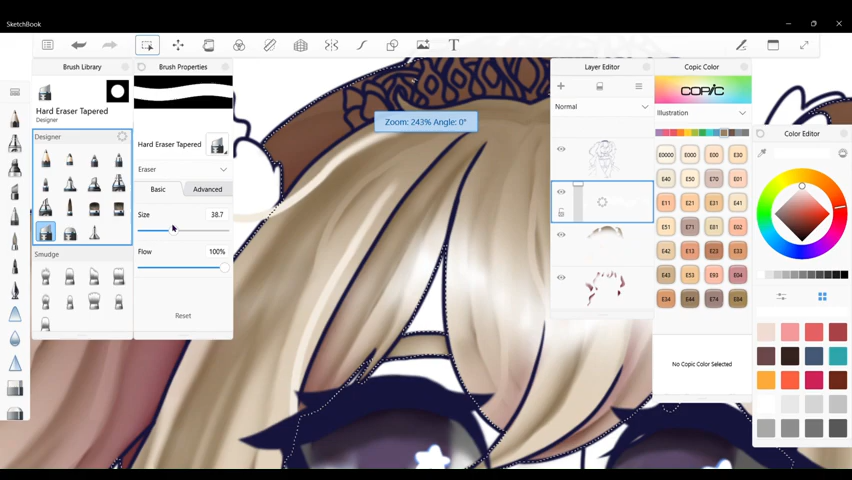 SketchBook
T
Brush Library
Brush Properties
Layer Editor
Copic Color
COPIC
Hard Eraser Tapered
Designer
Normal
Illustration
Zoom: 243% Angle: 0°
Color Editor
Designer
Hard Eraser Tapered
Eraser
Basic
Advanced
Size
38.7
Flow
100%
Reset
Smudge
E0000 E000 E00 E30
E40 E50 E70 E01
E11 E21 E31 E41
E51 E71 E81 E02
E42 E13 E23 E33
E43 E53 E93 E04
E34 E44 E74 E84
No Copic Color Selected